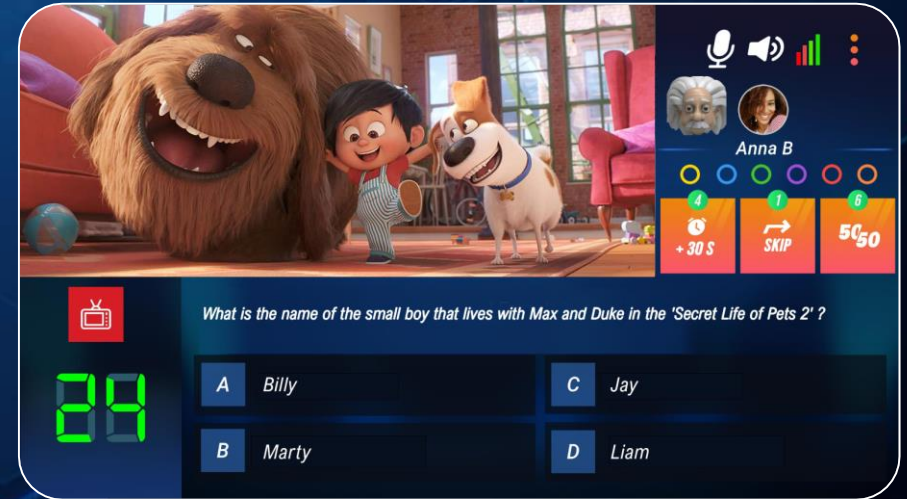 Anna B
4
+ 30 S
1
SKIP
6
50 50
What is the name of the small boy that lives with Max and Duke in the 'Secret Life of Pets 2' ?
24
A Billy
C Jay
B Marty
D Liam